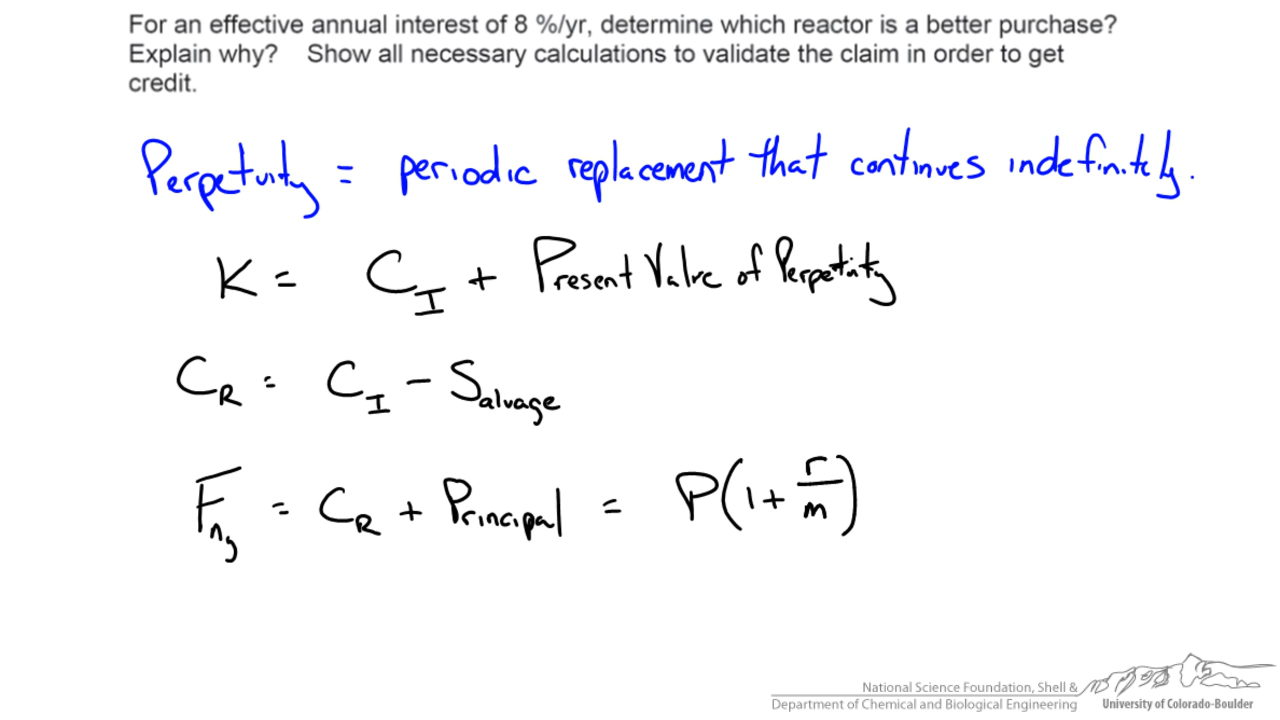 For an effective annual interest of 8 %/yr, determine which reactor is a better purchase?
Explain why? Show all necessary calculations to validate the claim in order to get
credit.
Perpetuity = periodic replacement that continues indefinitely.
K = C_I + Present Value of Perpetuity
C_R = C_I - Salvage
F_ny = C_R + Principal = P(1 + r/m)
National Science Foundation, Shell &
Department of Chemical and Biological Engineering
University of Colorado-Boulder